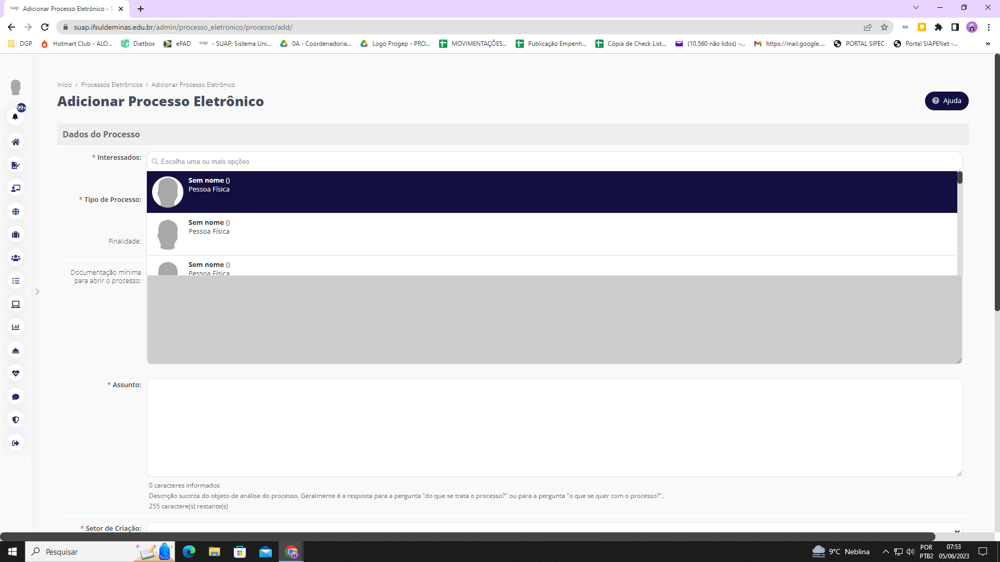 suap Adicionar Processo Eletrônico - S
suap.ifsuldeminas.edu.br/admin/processo_eletronico/processo/add/
DGP
Hotmart Club - ALO...
Dietbox
ePAD
suap - SUAP: Sistema Uni...
0A - Coordenadoria...
Logo Progep - PRO...
MOVIMENTAÇÕES...
Publicação Empenh...
Cópia de Check List...
(10.560 não lidos) -...
https://mail.google....
PORTAL SIPEC
Portal SIAPENet -...
»
99+
Início > Processos Eletrônicos > Adicionar Processo Eletrônico
Adicionar Processo Eletrônico
Ajuda
Dados do Processo
* Interessados:
Escolha uma ou mais opções
Sem nome ()
Pessoa Física
* Tipo de Processo:
Sem nome ()
Pessoa Física
Finalidade:
Sem nome ()
Pessoa Física
Documentação mínima
para abrir o processo:
* Assunto:
0 caracteres informados
Descrição sucinta do objeto de análise do processo. Geralmente é a resposta para a pergunta "do que se trata o processo?" ou para a pergunta "o que se quer com o processo?".
255 caractere(s) restante(s)
* Setor de Criação:
Pesquisar
9°C Neblina
POR
PTB2
07:53
05/06/2023